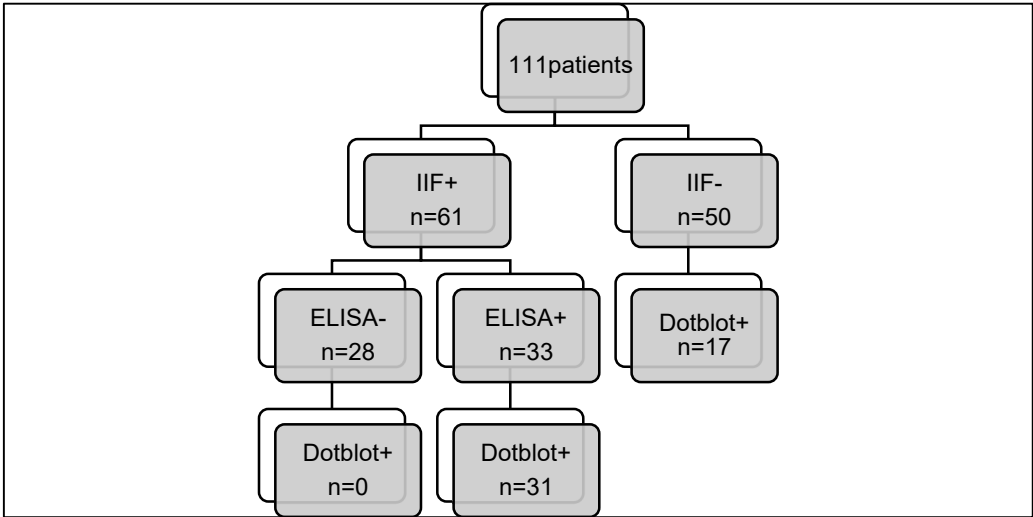 111patients
IIF+
n=61
IIF-
n=50
ELISA-
n=28
ELISA+
n=33
Dotblot+
n=17
Dotblot+
n=0
Dotblot+
n=31